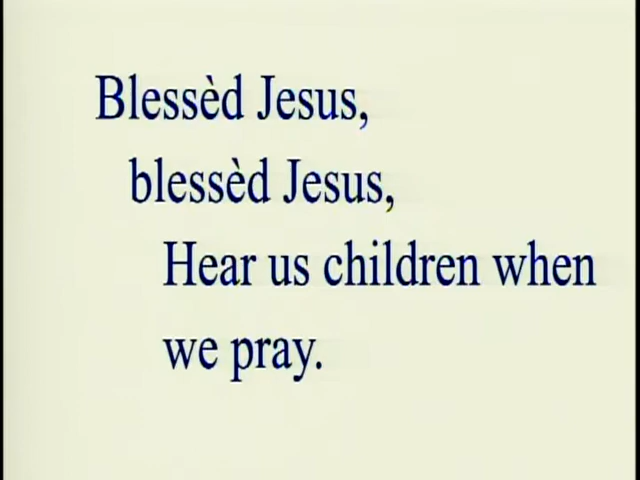 Blessèd Jesus,
blessèd Jesus,
Hear us children when
we pray.